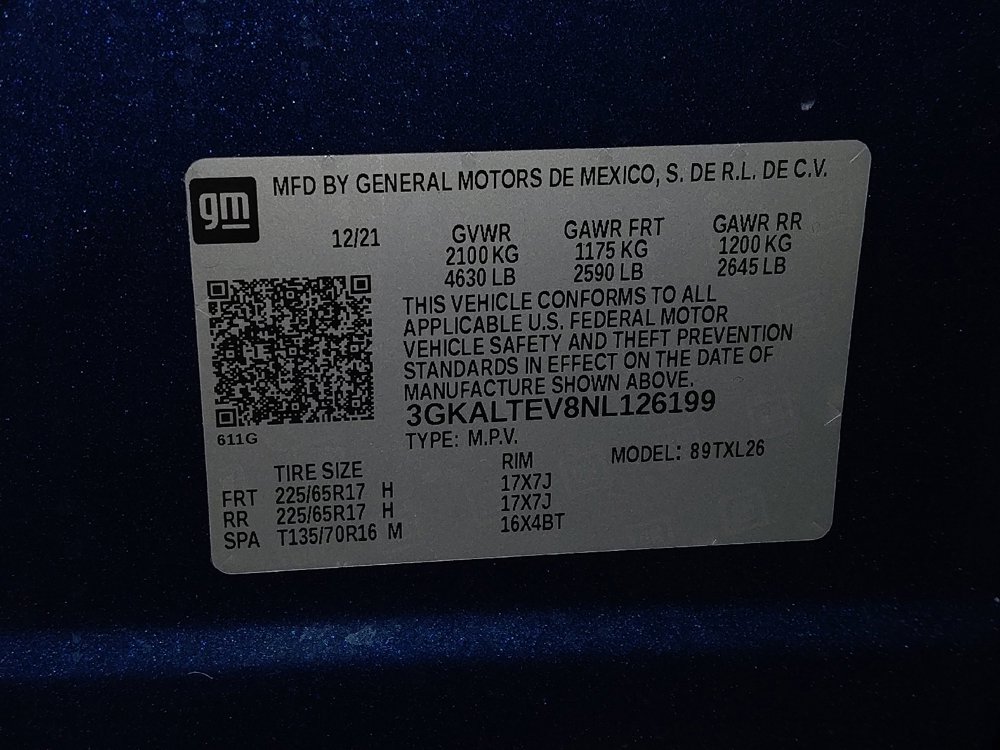 gm
MFD BY GENERAL MOTORS DE MEXICO, S. DE R.L. DE C.V.
12/21 GVWR GAWR FRT GAWR RR
2100 KG 1175 KG 1200 KG
4630 LB 2590 LB 2645 LB
THIS VEHICLE CONFORMS TO ALL
APPLICABLE U.S. FEDERAL MOTOR
VEHICLE SAFETY AND THEFT PREVENTION
STANDARDS IN EFFECT ON THE DATE OF
MANUFACTURE SHOWN ABOVE.
3GKALTEV8NL126199
611G
TYPE: M.P.V. MODEL: 89TXL26
TIRE SIZE RIM
FRT 225/65R17 H 17X7J
RR 225/65R17 H 17X7J
SPA T135/70R16 M 16X4BT